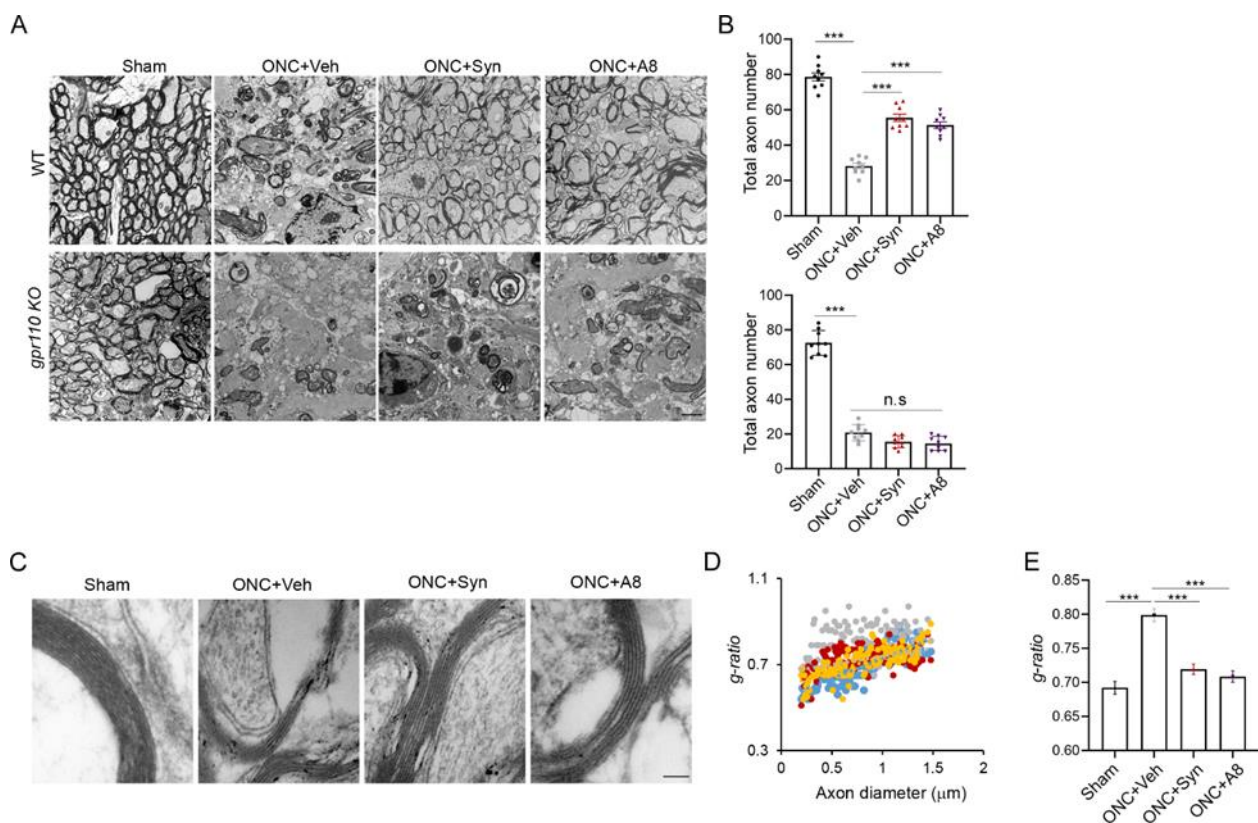 A
Sham
ONC+Veh
ONC+Syn
ONC+A8
WT
gpr110 KO
B
Total axon number
100
80
60
40
20
0
***
***
***
Sham
ONC+Veh
ONC+Syn
ONC+A8
Total axon number
100
80
60
40
20
0
***
n.s
Sham
ONC+Veh
ONC+Syn
ONC+A8
C
Sham
ONC+Veh
ONC+Syn
ONC+A8
D
g-ratio
1.1
0.7
0.3
0
0.5
1
1.5
2
Axon diameter (μm)
E
g-ratio
0.85
0.80
0.75
0.70
0.65
0.60
***
***
***
Sham
ONC+Veh
ONC+Syn
ONC+A8